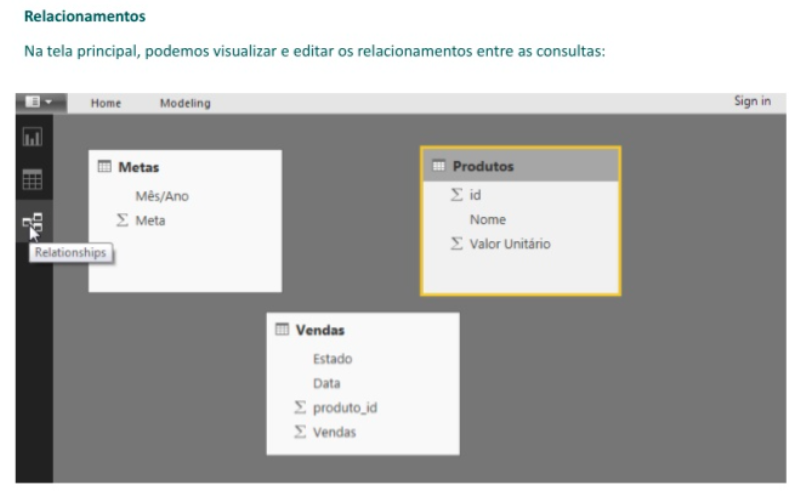 Relacionamentos
Na tela principal, podemos visualizar e editar os relacionamentos entre as consultas:
Home Modeling Sign in
Metas
Mês/Ano
Σ Meta
Produtos
Σ id
Nome
Σ Valor Unitário
Relationships
Vendas
Estado
Data
Σ produto_id
Σ Vendas